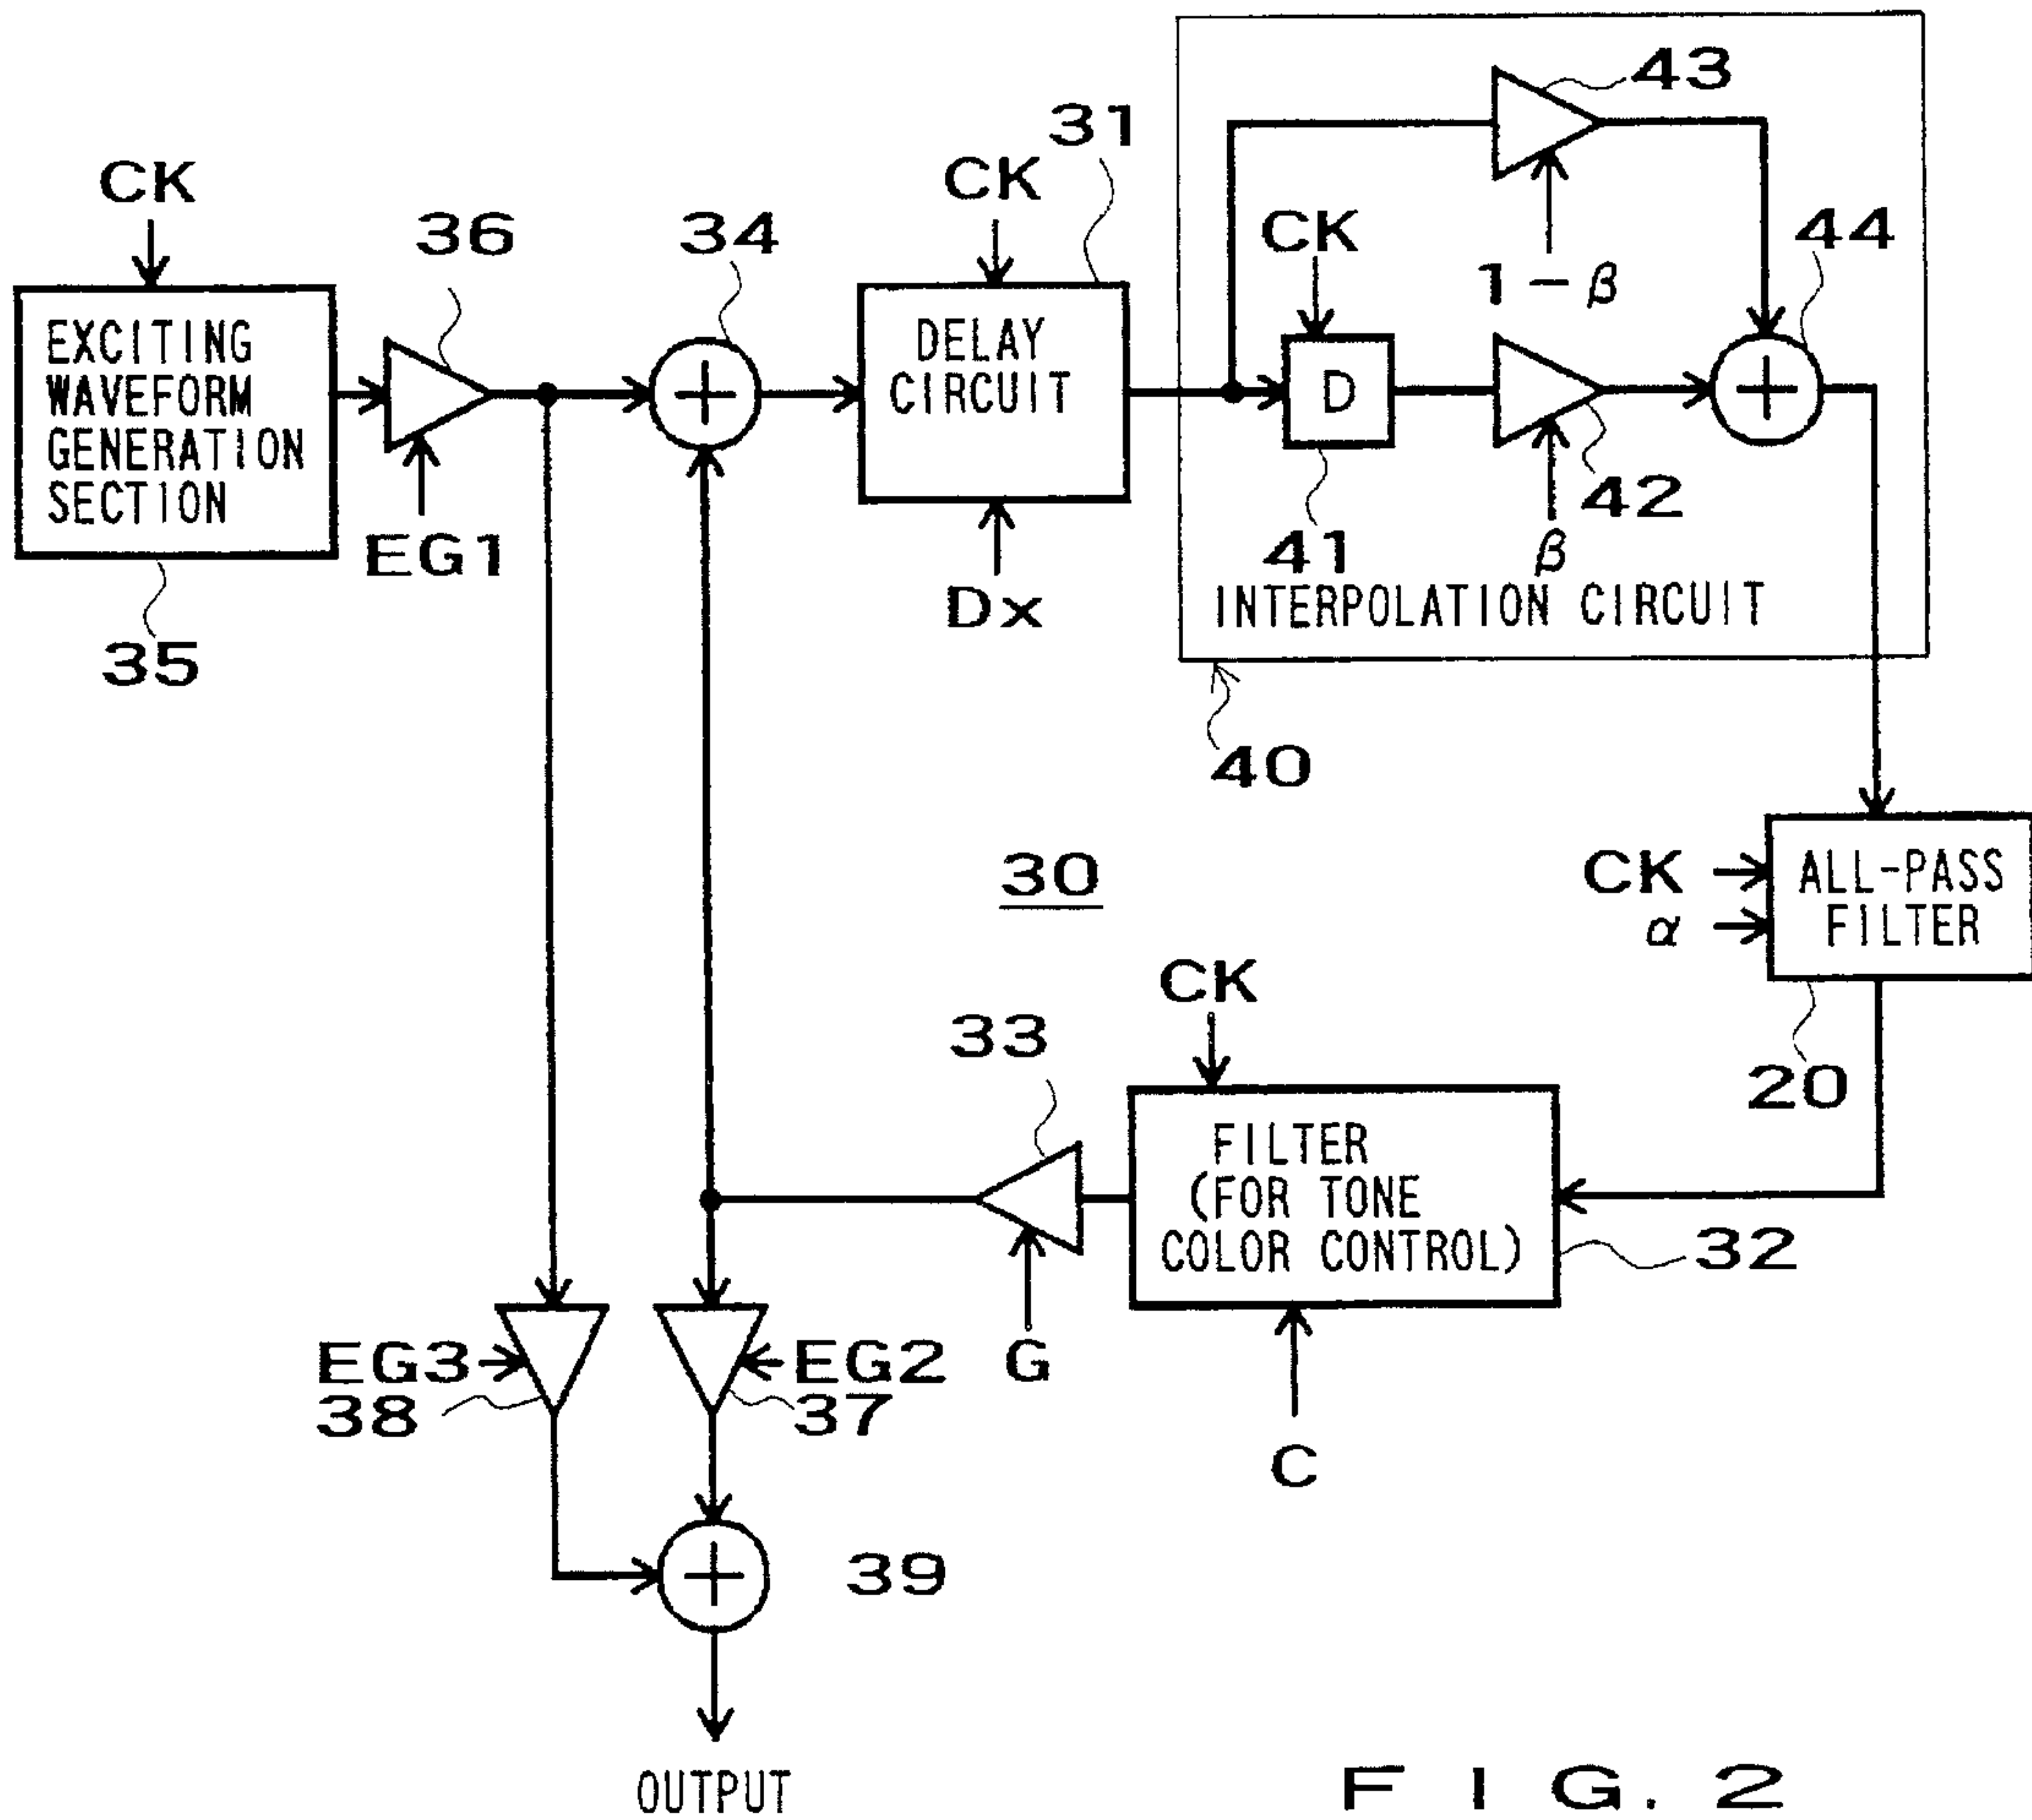 43
31
CK
CK
36
34
CK
44
1-β
EXCITING
WAVEFORM
GENERATION
SECTION
DELAY
CIRCUIT
D
42
EG1
41
β
Dx
INTERPOLATION CIRCUIT
35
40
30
CK
α
ALL-PASS
FILTER
CK
33
20
FILTER
(FOR TONE
COLOR CONTROL)
32
EG3
EG2
G
38
37
C
39
OUTPUT
FIG. 2